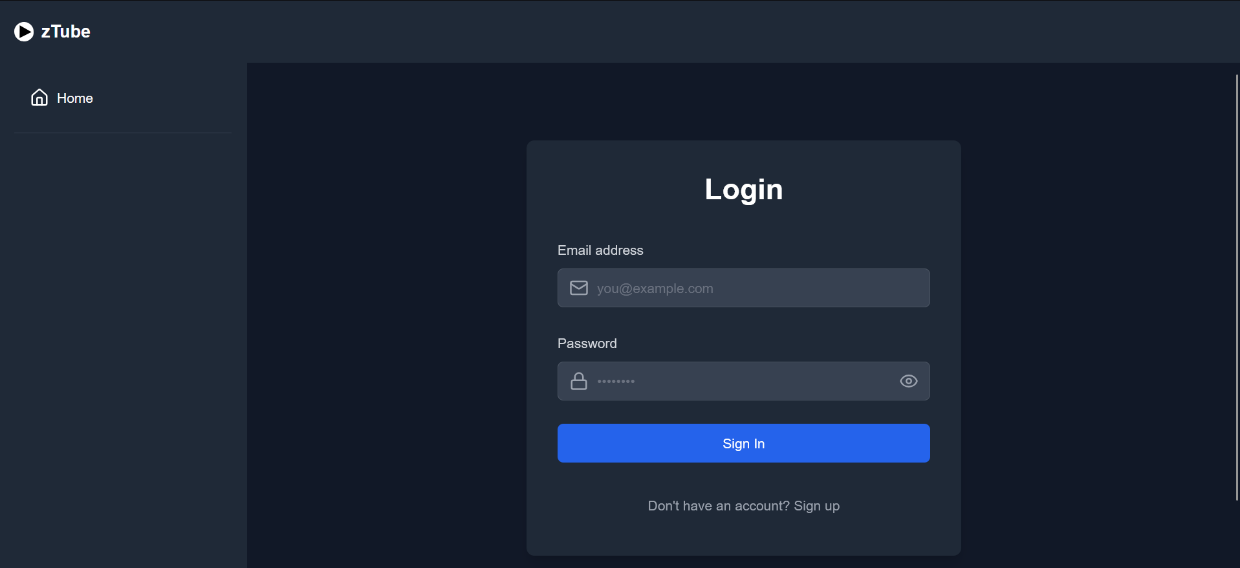 zTube
Home
Login
Email address
you@example.com
Password
••••••••
Sign In
Don't have an account? Sign up